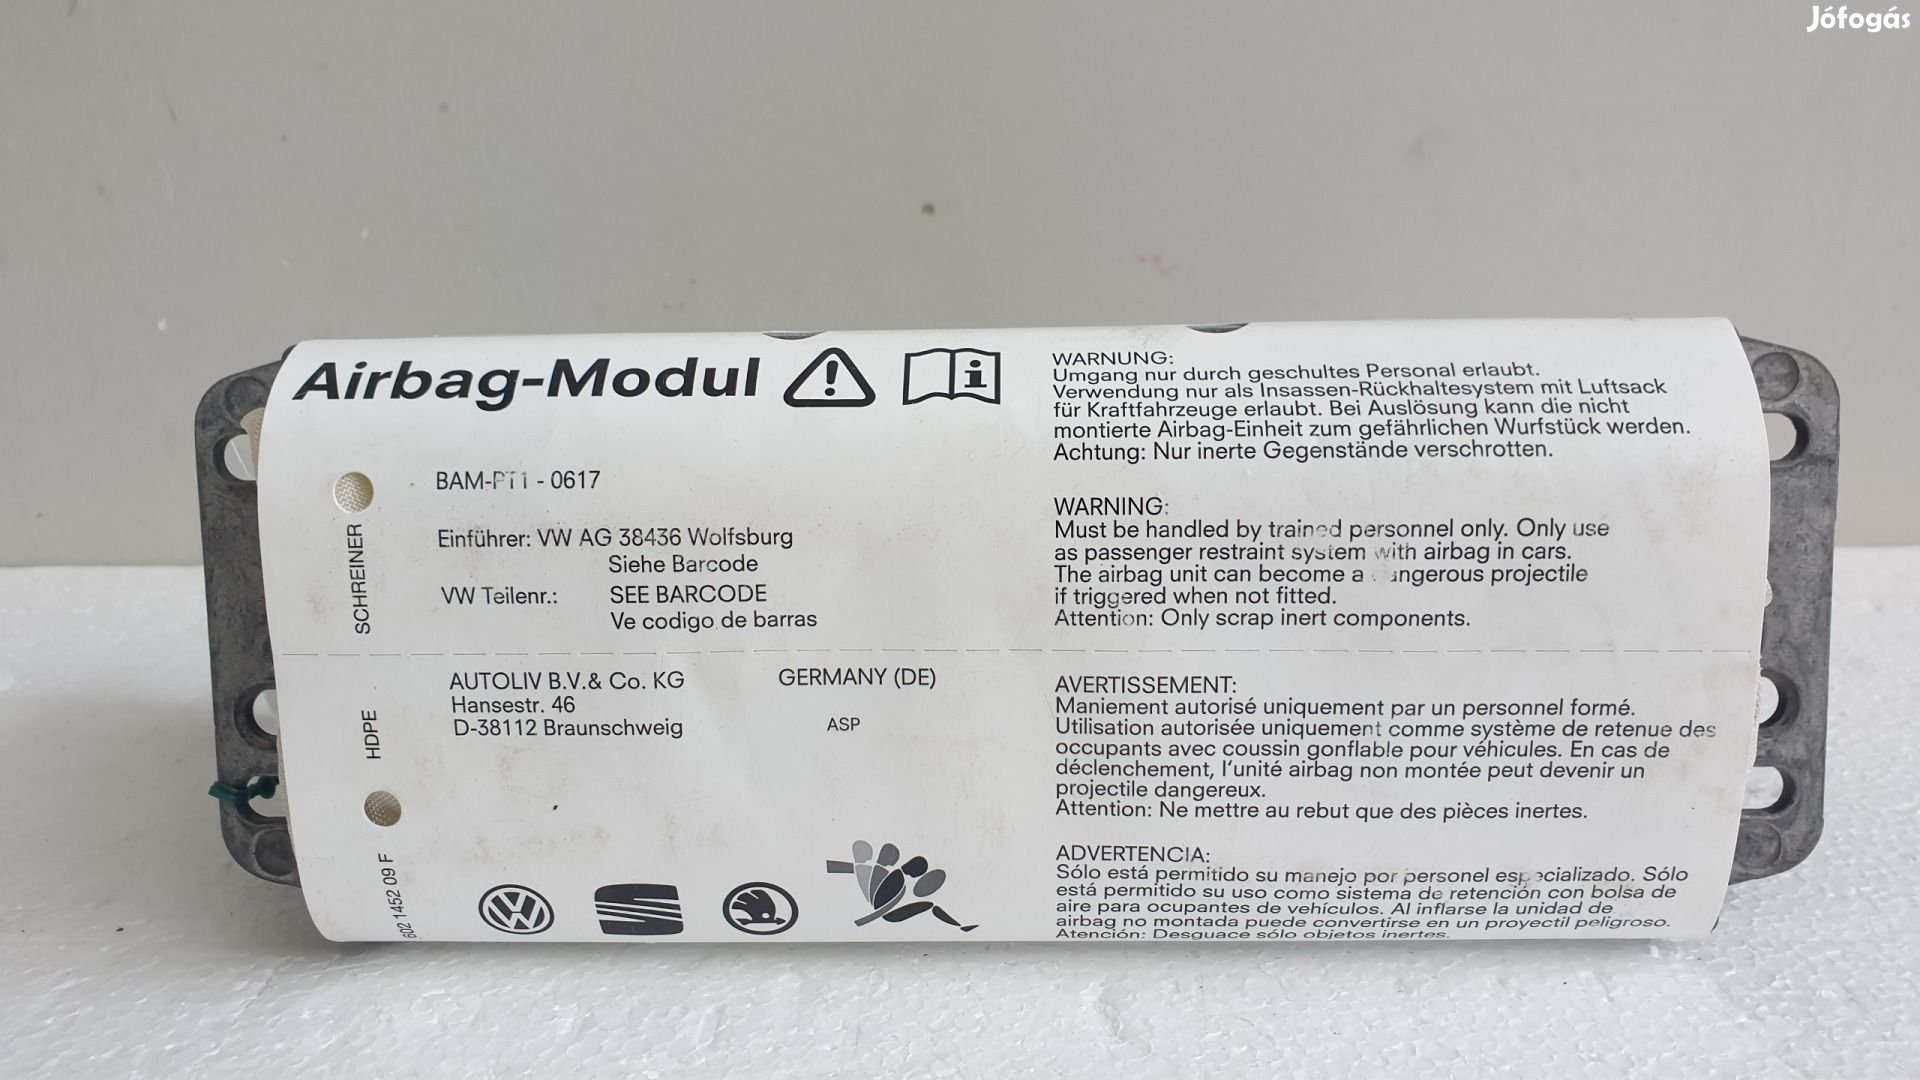 Jófogás
Airbag-Modul
BAM-PT1 - 0617
Einführer: VW AG 38436 Wolfsburg
Siehe Barcode
VW Teilenr.: SEE BARCODE
Ve codigo de barras
SCHREINER
HDPE
602 1452 09 F
AUTOLIV B.V.& Co. KG
Hansestr. 46
D-38112 Braunschweig
GERMANY (DE)
ASP
WARNUNG:
Umgang nur durch geschultes Personal erlaubt.
Verwendung nur als Insassen-Rückhaltesystem mit Luftsack
für Kraftfahrzeuge erlaubt. Bei Auslösung kann die nicht
montierte Airbag-Einheit zum gefährlichen Wurfstück werden.
Achtung: Nur inerte Gegenstände verschrotten.
WARNING:
Must be handled by trained personnel only. Only use
as passenger restraint system with airbag in cars.
The airbag unit can become a dangerous projectile
if triggered when not fitted.
Attention: Only scrap inert components.
AVERTISSEMENT:
Maniement autorisé uniquement par un personnel formé.
Utilisation autorisée uniquement comme système de retenue des
occupants avec coussin gonflable pour véhicules. En cas de
déclenchement, l'unité airbag non montée peut devenir un
projectile dangereux.
Attention: Ne mettre au rebut que des pièces inertes.
ADVERTENCIA:
Sólo está permitido su manejo por personel especializado. Sólo
está permitido su uso como sistema de retención con bolsa de
aire para ocupantes de vehículos. Al inflarse la unidad de
airbag no montada puede convertirse en un proyectil peligroso.
Atención: Desguace sólo objetos inertes.